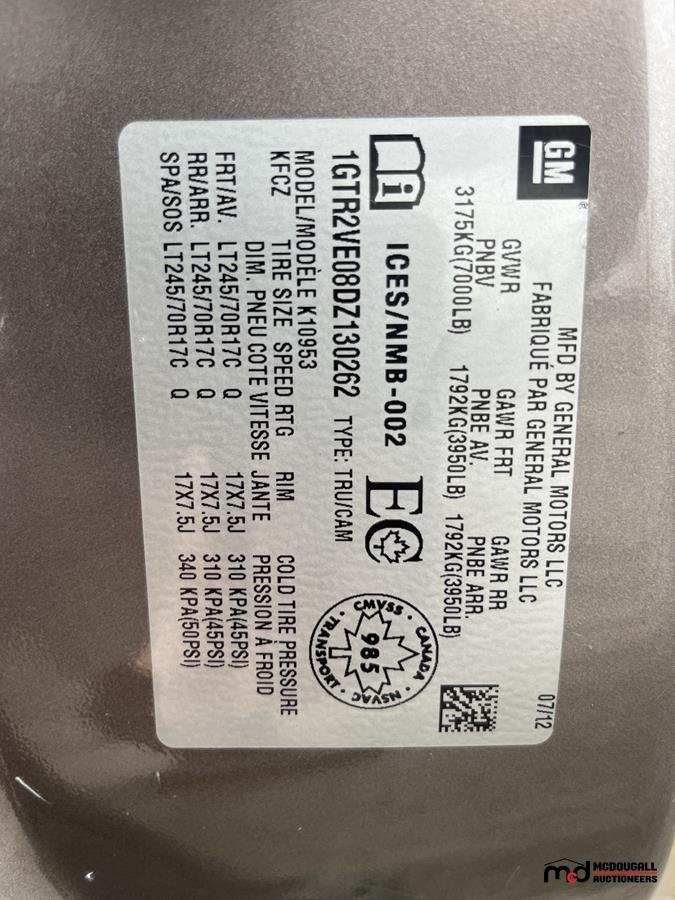 GM
MFD BY GENERAL MOTORS LLC 07/12
FABRIQUÉ PAR GENERAL MOTORS LLC
GVWR GAWR FRT GAWR RR
PNBV PNBE AV. PNBE ARR.
3175KG(7000LB) 1792KG(3950LB) 1792KG(3950LB)
i ICES/NMB-002 EC
CANADA · NSVAC · TRANSPORT · CMVSS ·
985
1GTR2VE08DZ130262 TYPE: TRU/CAM
MODEL/MODÈLE K10953
KFCZ TIRE SIZE SPEED RTG RIM COLD TIRE PRESSURE
DIM. PNEU COTE VITESSE JANTE PRESSION À FROID
FRT/AV. LT245/70R17C Q 17X7.5J 310 KPA(45PSI)
RR/ARR. LT245/70R17C Q 17X7.5J 310 KPA(45PSI)
SPA/SOS LT245/70R17C Q 17X7.5J 340 KPA(50PSI)
mcd MCDOUGALL
AUCTIONEERS